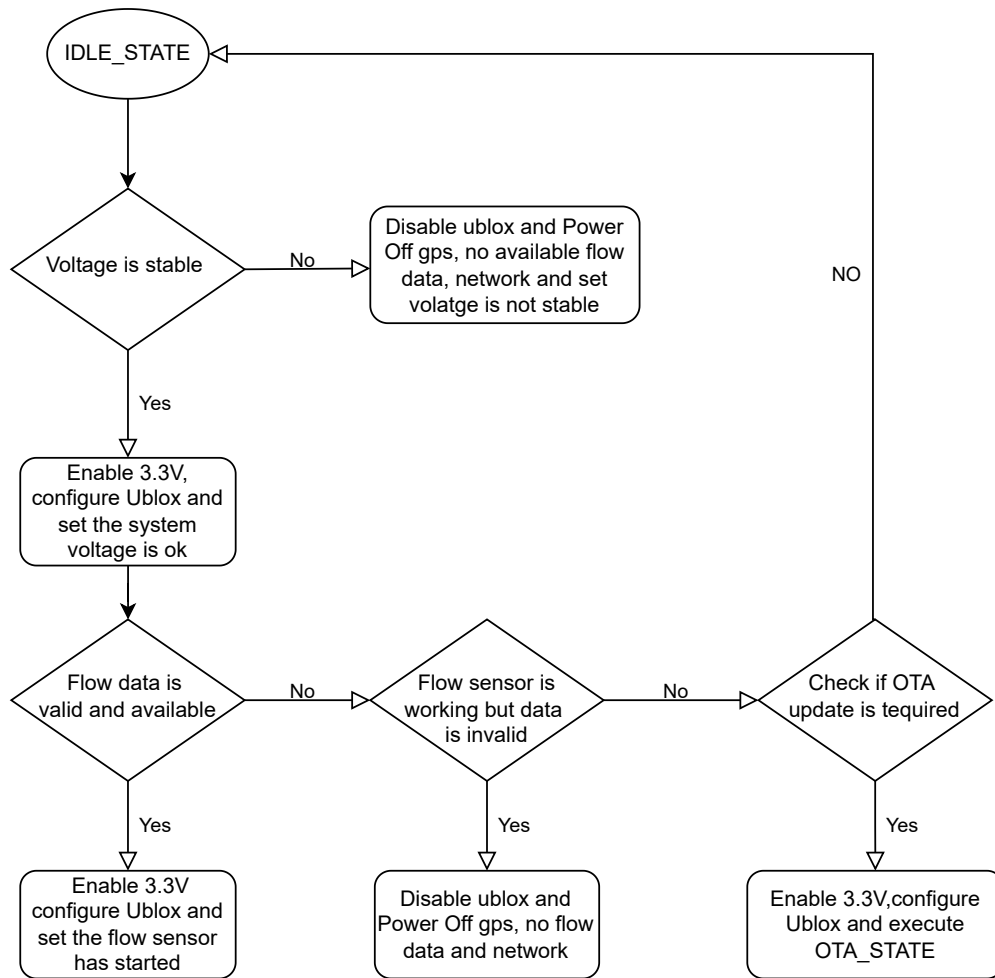 IDLE_STATE
Voltage is stable
No
Disable ublox and Power
Off gps, no available flow
data, network and set
volatge is not stable
NO
Yes
Enable 3.3V,
configure Ublox and
set the system
voltage is ok
Flow data is
valid and available
No
Flow sensor is
working but data
is invalid
No
Check if OTA
update is tequired
Yes
Yes
Yes
Enable 3.3V
configure Ublox and
set the flow sensor
has started
Disable ublox and
Power Off gps, no flow
data and network
Enable 3.3V,configure
Ublox and execute
OTA_STATE